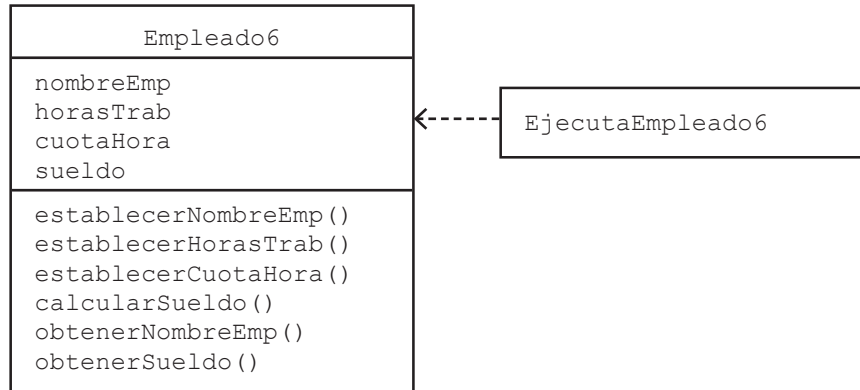 Empleado6
nombreEmp
horasTrab
cuotaHora
sueldo
establecerNombreEmp()
establecerHorasTrab()
establecerCuotaHora()
calcularSueldo()
obtenerNombreEmp()
obtenerSueldo()
EjecutaEmpleado6